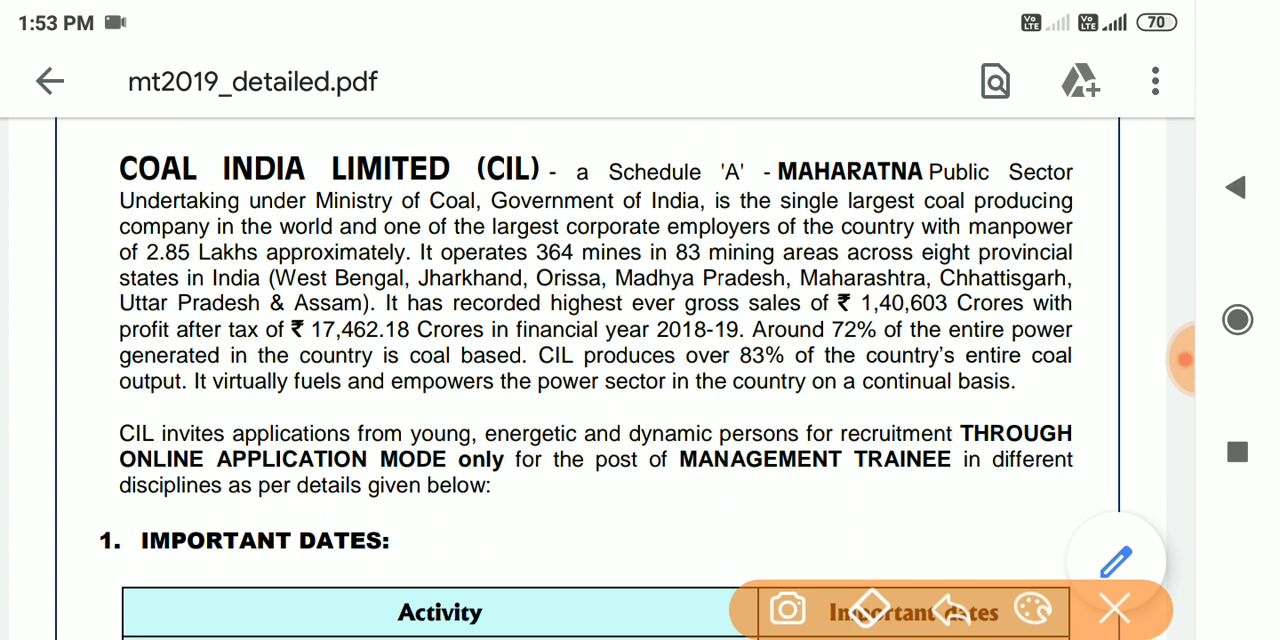 1:53 PM
Vo LTE Vo LTE 70
mt2019_detailed.pdf
COAL INDIA LIMITED (CIL) - a Schedule 'A' - MAHARATNA Public Sector
Undertaking under Ministry of Coal, Government of India, is the single largest coal producing
company in the world and one of the largest corporate employers of the country with manpower
of 2.85 Lakhs approximately. It operates 364 mines in 83 mining areas across eight provincial
states in India (West Bengal, Jharkhand, Orissa, Madhya Pradesh, Maharashtra, Chhattisgarh,
Uttar Pradesh & Assam). It has recorded highest ever gross sales of ₹ 1,40,603 Crores with
profit after tax of ₹ 17,462.18 Crores in financial year 2018-19. Around 72% of the entire power
generated in the country is coal based. CIL produces over 83% of the country’s entire coal
output. It virtually fuels and empowers the power sector in the country on a continual basis.
CIL invites applications from young, energetic and dynamic persons for recruitment THROUGH
ONLINE APPLICATION MODE only for the post of MANAGEMENT TRAINEE in different
disciplines as per details given below:
1. IMPORTANT DATES:
Activity Important dates